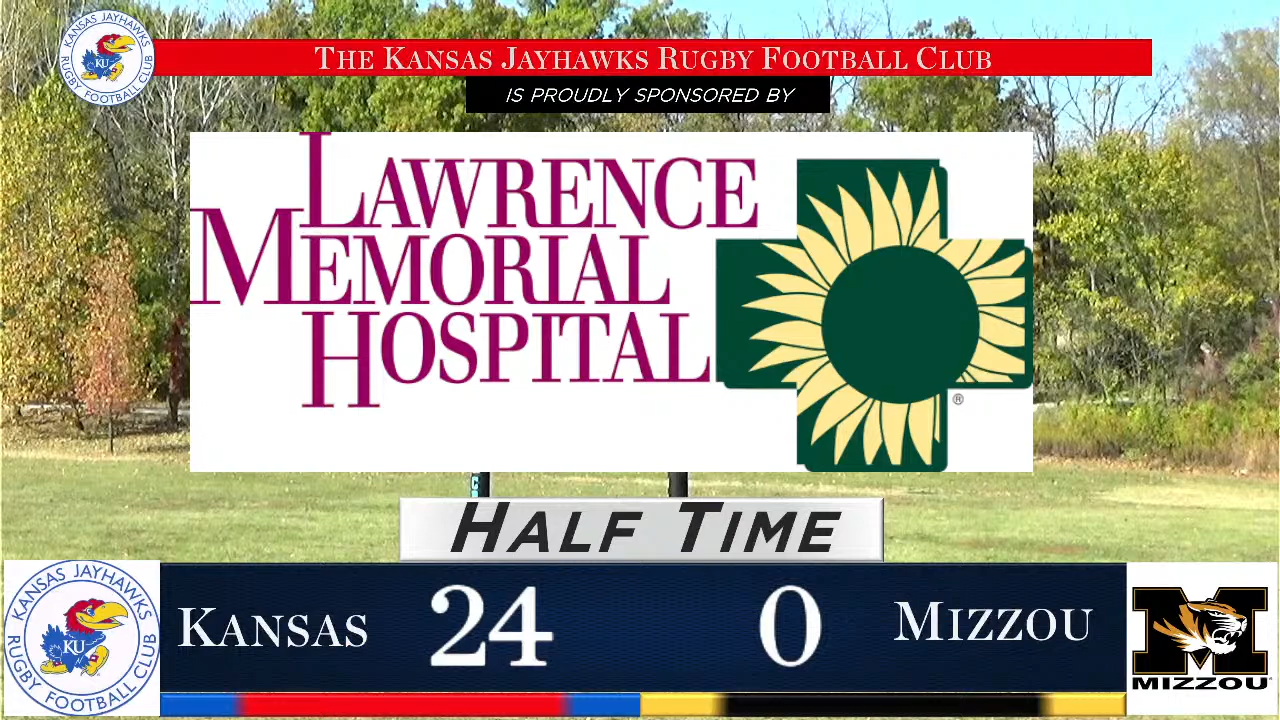 KANSAS JAYHAWKS
KU
RUGBY FOOTBALL CLUB
THE KANSAS JAYHAWKS RUGBY FOOTBALL CLUB
IS PROUDLY SPONSORED BY
LAWRENCE
MEMORIAL
HOSPITAL
®
HALF TIME
KANSAS JAYHAWKS
KU
RUGBY FOOTBALL CLUB
KANSAS 24 0 MIZZOU
M
MIZZOU